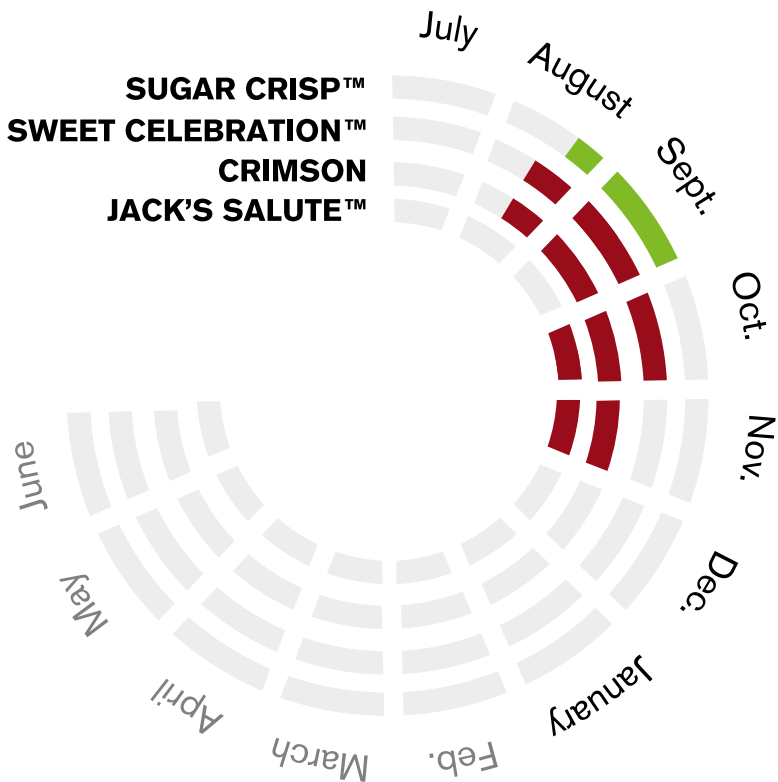 SUGAR CRISP™
SWEET CELEBRATION™
CRIMSON
JACK’S SALUTE™
July
August
Sept.
Oct.
Nov.
Dec.
January
Feb.
March
April
May
June